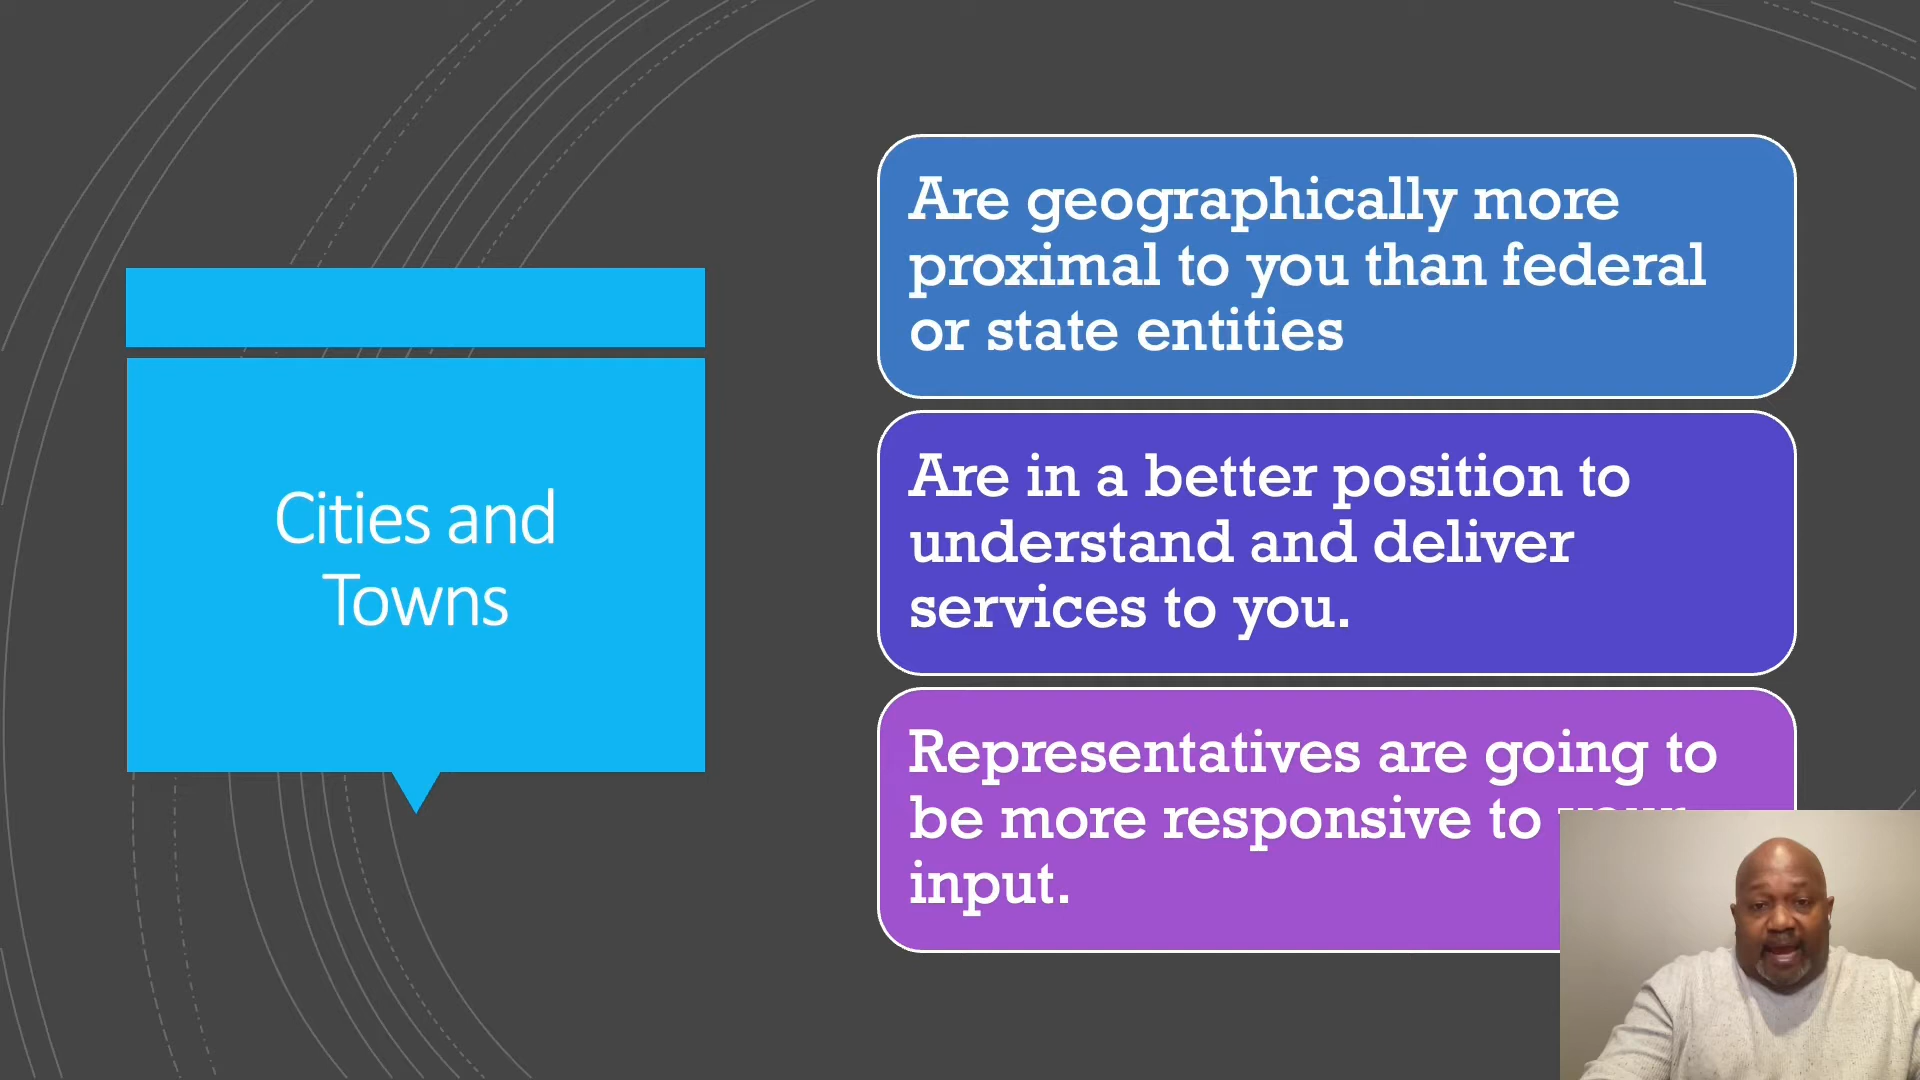 Cities and
Towns
Are geographically more
proximal to you than federal
or state entities
Are in a better position to
understand and deliver
services to you.
Representatives are going to
be more responsive to
input.